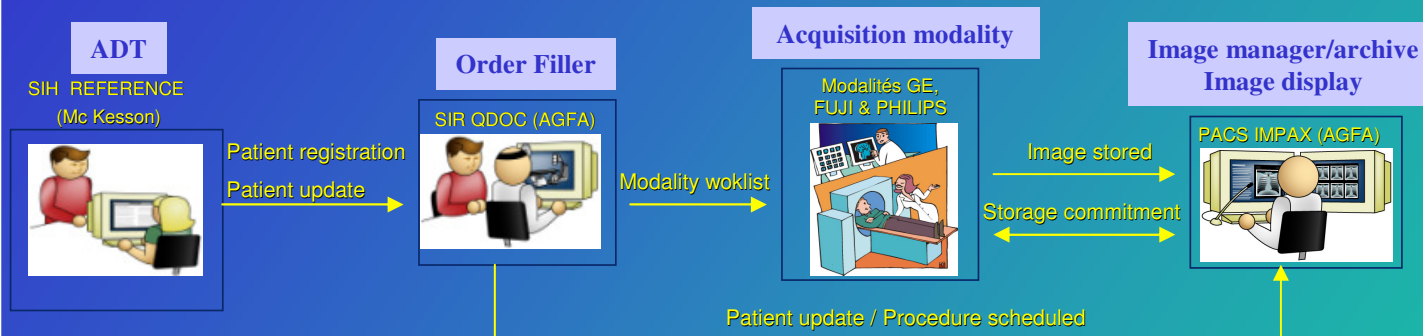 ADT
SIH REFERENCE
(Mc Kesson)
Patient registration
Patient update
Order Filler
SIR QDOC (AGFA)
Modality woklist
Acquisition modality
Modalités GE,
FUJI & PHILIPS
Image stored
Storage commitment
Image manager/archive
Image display
PACS IMPAX (AGFA)
Patient update / Procedure scheduled